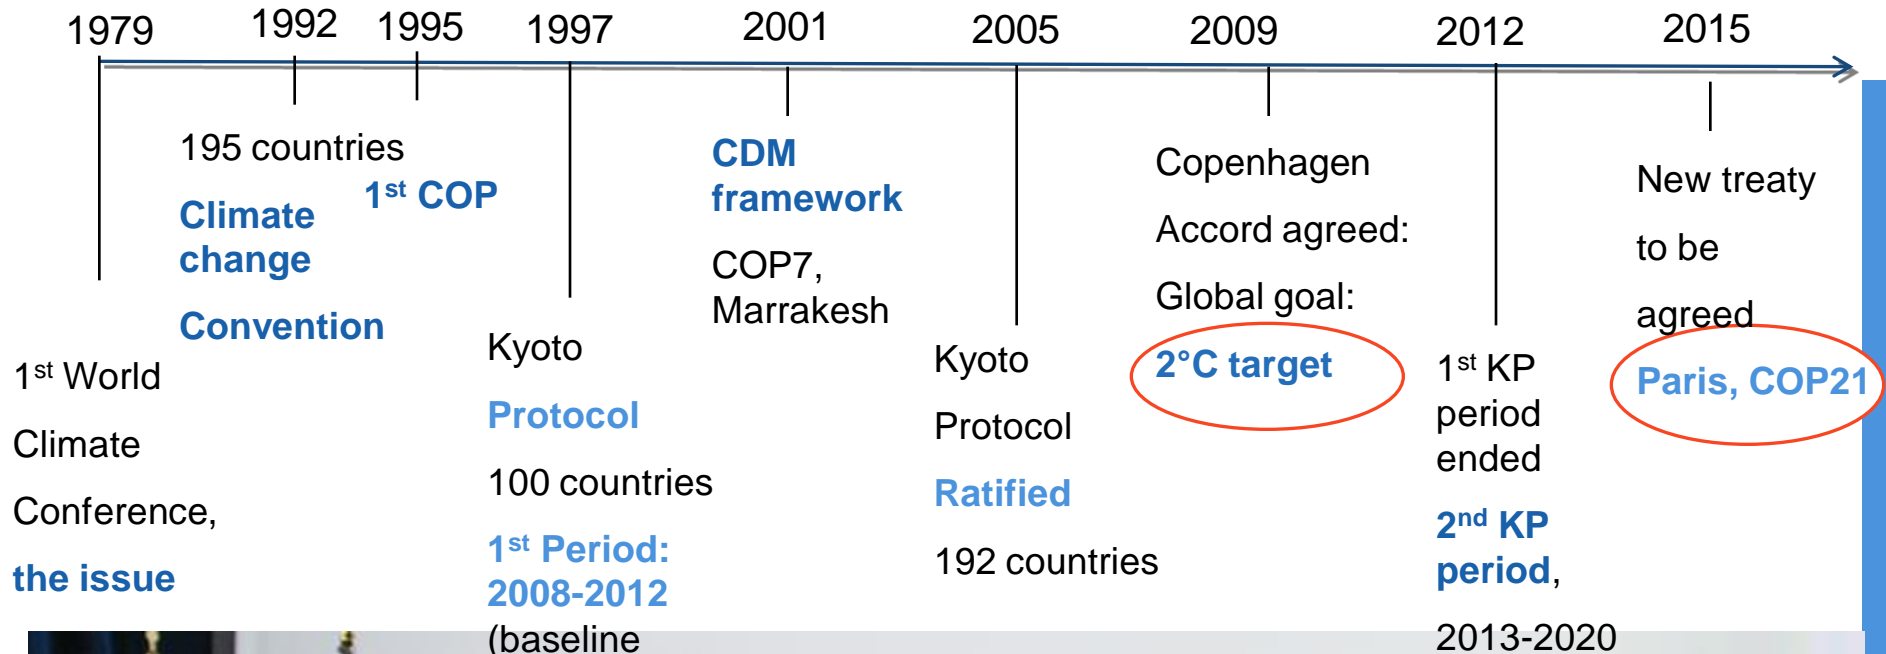 1979
1992
1995
1997
2001
2005
2009
2012
2015
1st World
Climate
Conference,
the issue
195 countries
Climate
change
Convention
1st COP
Kyoto
Protocol
100 countries
1st Period:
2008-2012
(baseline
CDM
framework
COP7,
Marrakesh
Kyoto
Protocol
Ratified
192 countries
Copenhagen
Accord agreed:
Global goal:
2°C target
1st KP
period
ended
2nd KP
period,
2013-2020
New treaty
to be
agreed
Paris, COP21